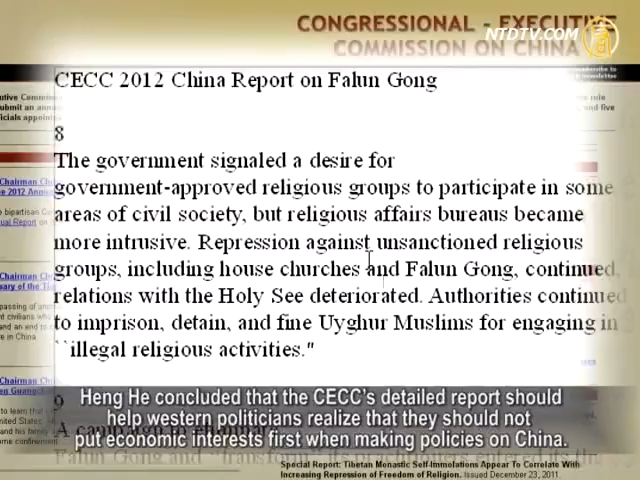 CONGRESSIONAL - EXECUTIVE
NTDTV.COM
COMMISSION ON CHINA
CECC 2012 China Report on Falun Gong
8
The government signaled a desire for
government-approved religious groups to participate in some
areas of civil society, but religious affairs bureaus became
more intrusive. Repression against unsanctioned religious
groups, including house churches and Falun Gong, continued,
relations with the Holy See deteriorated. Authorities continued
to imprison, detain, and fine Uyghur Muslims for engaging in
``illegal religious activities."
9
Heng He concluded that the CECC's detailed report should
help western politicians realize that they should not
put economic interests first when making policies on China.
Special Report: Tibetan Monastic Self-Immolations Appear To Correlate With
Increasing Repression of Freedom of Religion. Issued December 23, 2011.